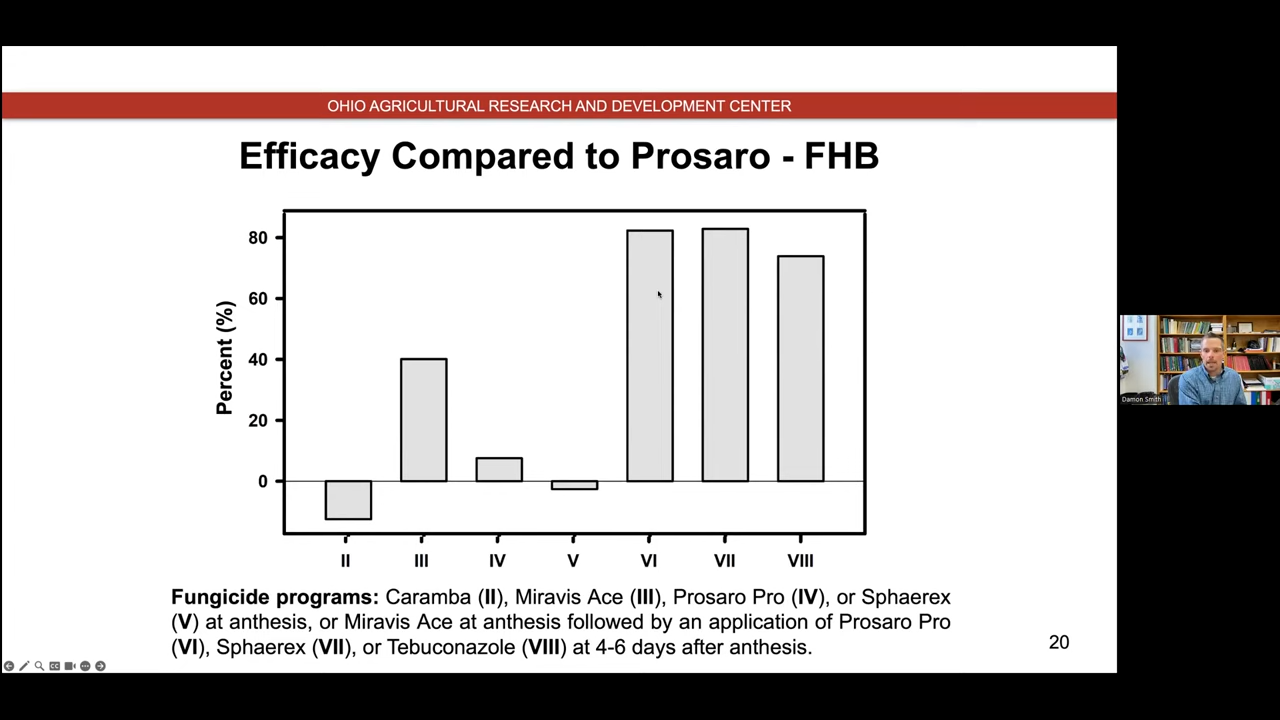 OHIO AGRICULTURAL RESEARCH AND DEVELOPMENT CENTER
Efficacy Compared to Prosaro - FHB
Percent (%)
80
60
40
20
0
II III IV V VI VII VIII
Fungicide programs: Caramba (II), Miravis Ace (III), Prosaro Pro (IV), or Sphaerex
(V) at anthesis, or Miravis Ace at anthesis followed by an application of Prosaro Pro
(VI), Sphaerex (VII), or Tebuconazole (VIII) at 4-6 days after anthesis.
20
Damon Smith